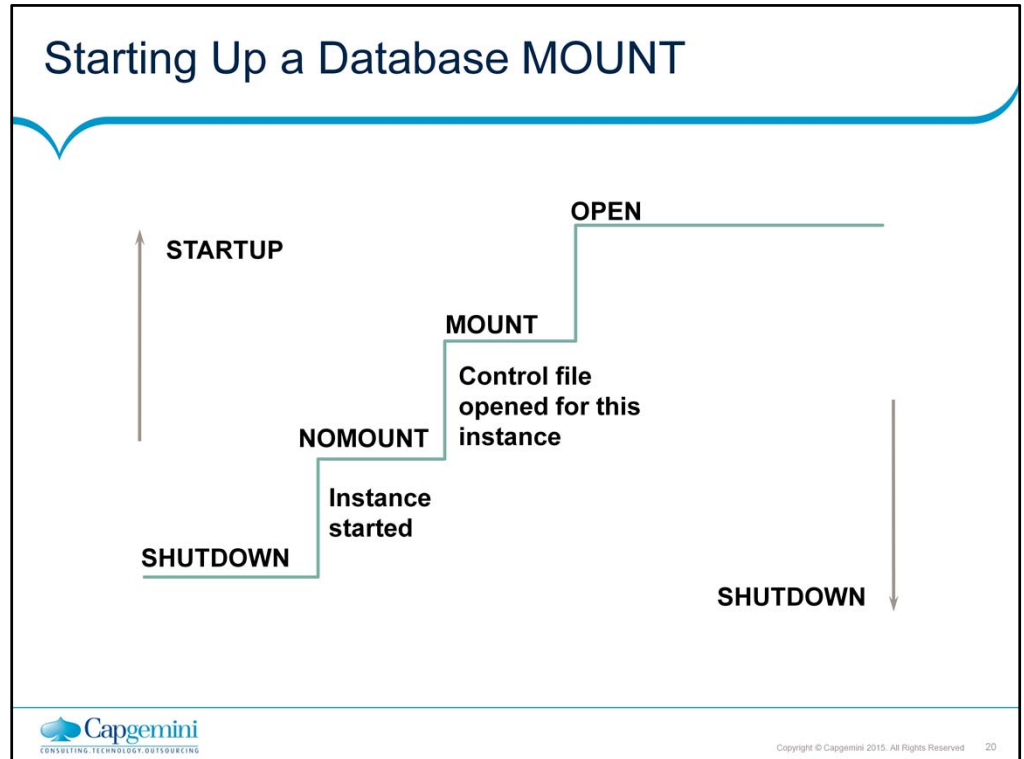 Starting Up a Database MOUNT
OPEN
STARTUP
MOUNT
Control file
opened for this
instance
NOMOUNT
Instance
started
SHUTDOWN
SHUTDOWN
Capgemini
CONSULTING.TECHNOLOGY.OUTSOURCING
Copyright © Capgemini 2015. All Rights Reserved 20